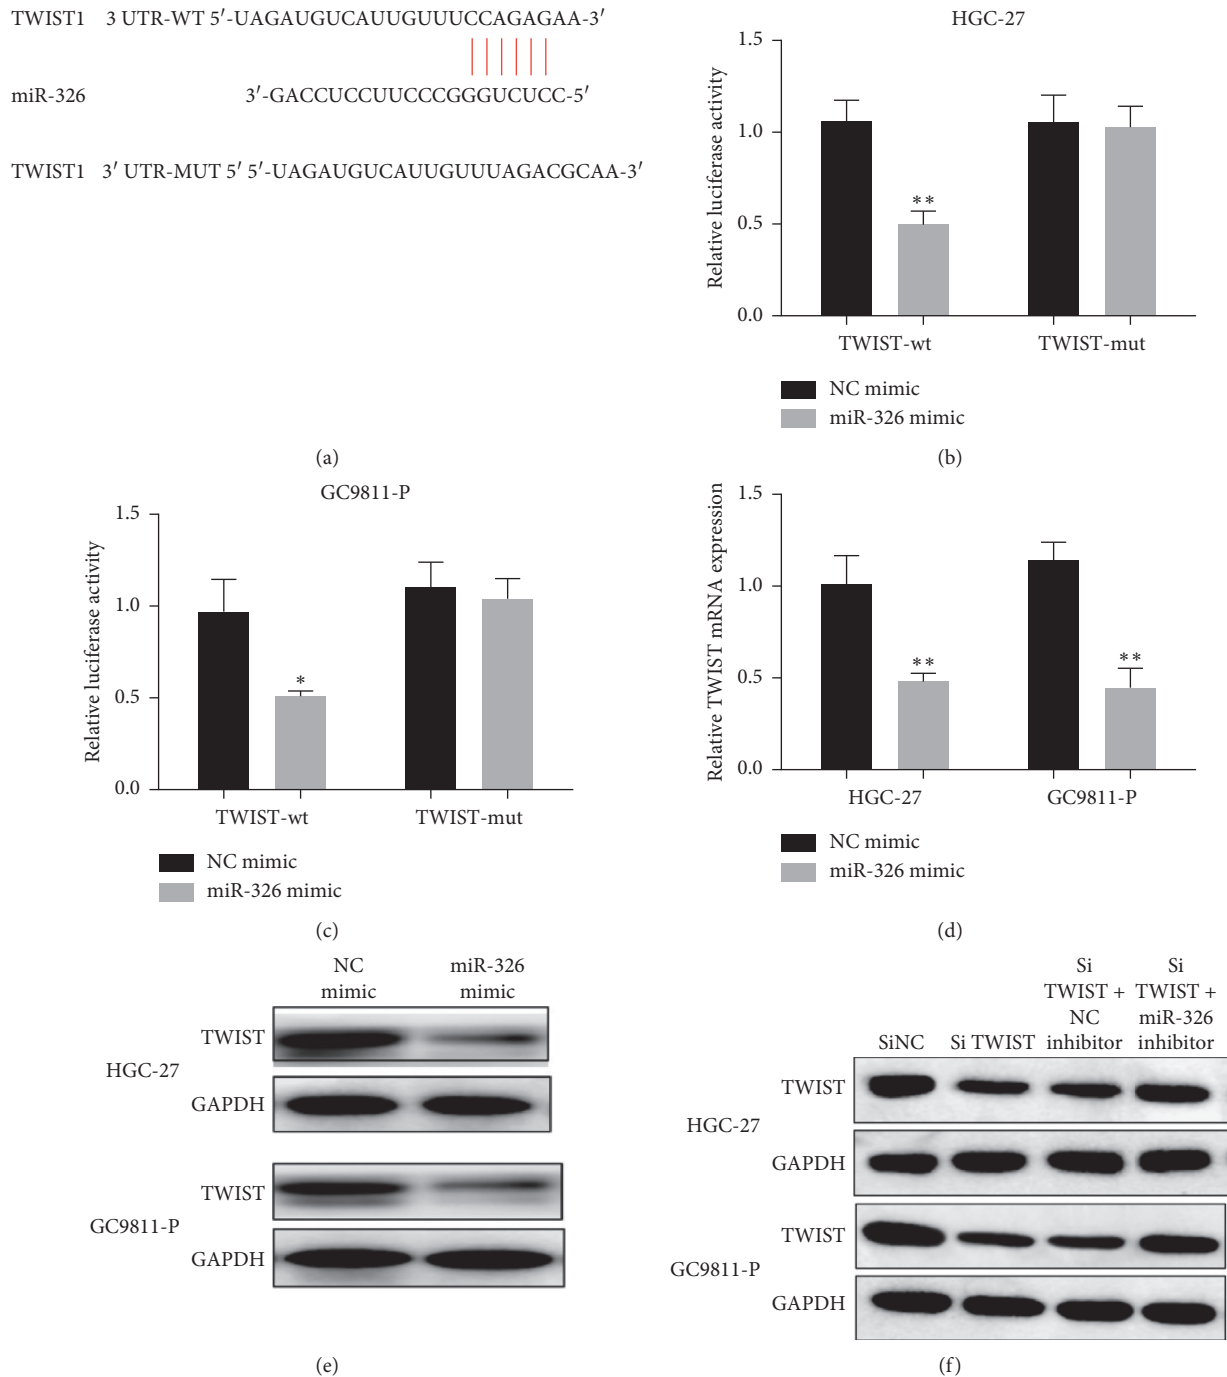 TWIST1 3 UTR-WT 5′-UAGAUGUCAUUGUUUCCAGAGAA-3′
miR-326 3′-GACCUCCUUCCCGGGUCUCC-5′
TWIST1 3′ UTR-MUT 5′ 5′-UAGAUGUCAUUGUUUAGACGCAA-3′
(a)
HGC-27
Relative luciferase activity
1.5
1.0
0.5
0.0
**
TWIST-wt TWIST-mut
NC mimic
miR-326 mimic
(b)
GC9811-P
Relative luciferase activity
1.5
1.0
0.5
0.0
*
TWIST-wt TWIST-mut
NC mimic
miR-326 mimic
(c)
Relative TWIST mRNA expression
1.5
1.0
0.5
0.0
** **
HGC-27 GC9811-P
NC mimic
miR-326 mimic
(d)
NC miR-326
mimic mimic
TWIST
HGC-27
GAPDH
TWIST
GC9811-P
GAPDH
(e)
Si Si
TWIST + TWIST +
NC miR-326
SiNC Si TWIST inhibitor inhibitor
TWIST
HGC-27
GAPDH
TWIST
GC9811-P
GAPDH
(f)